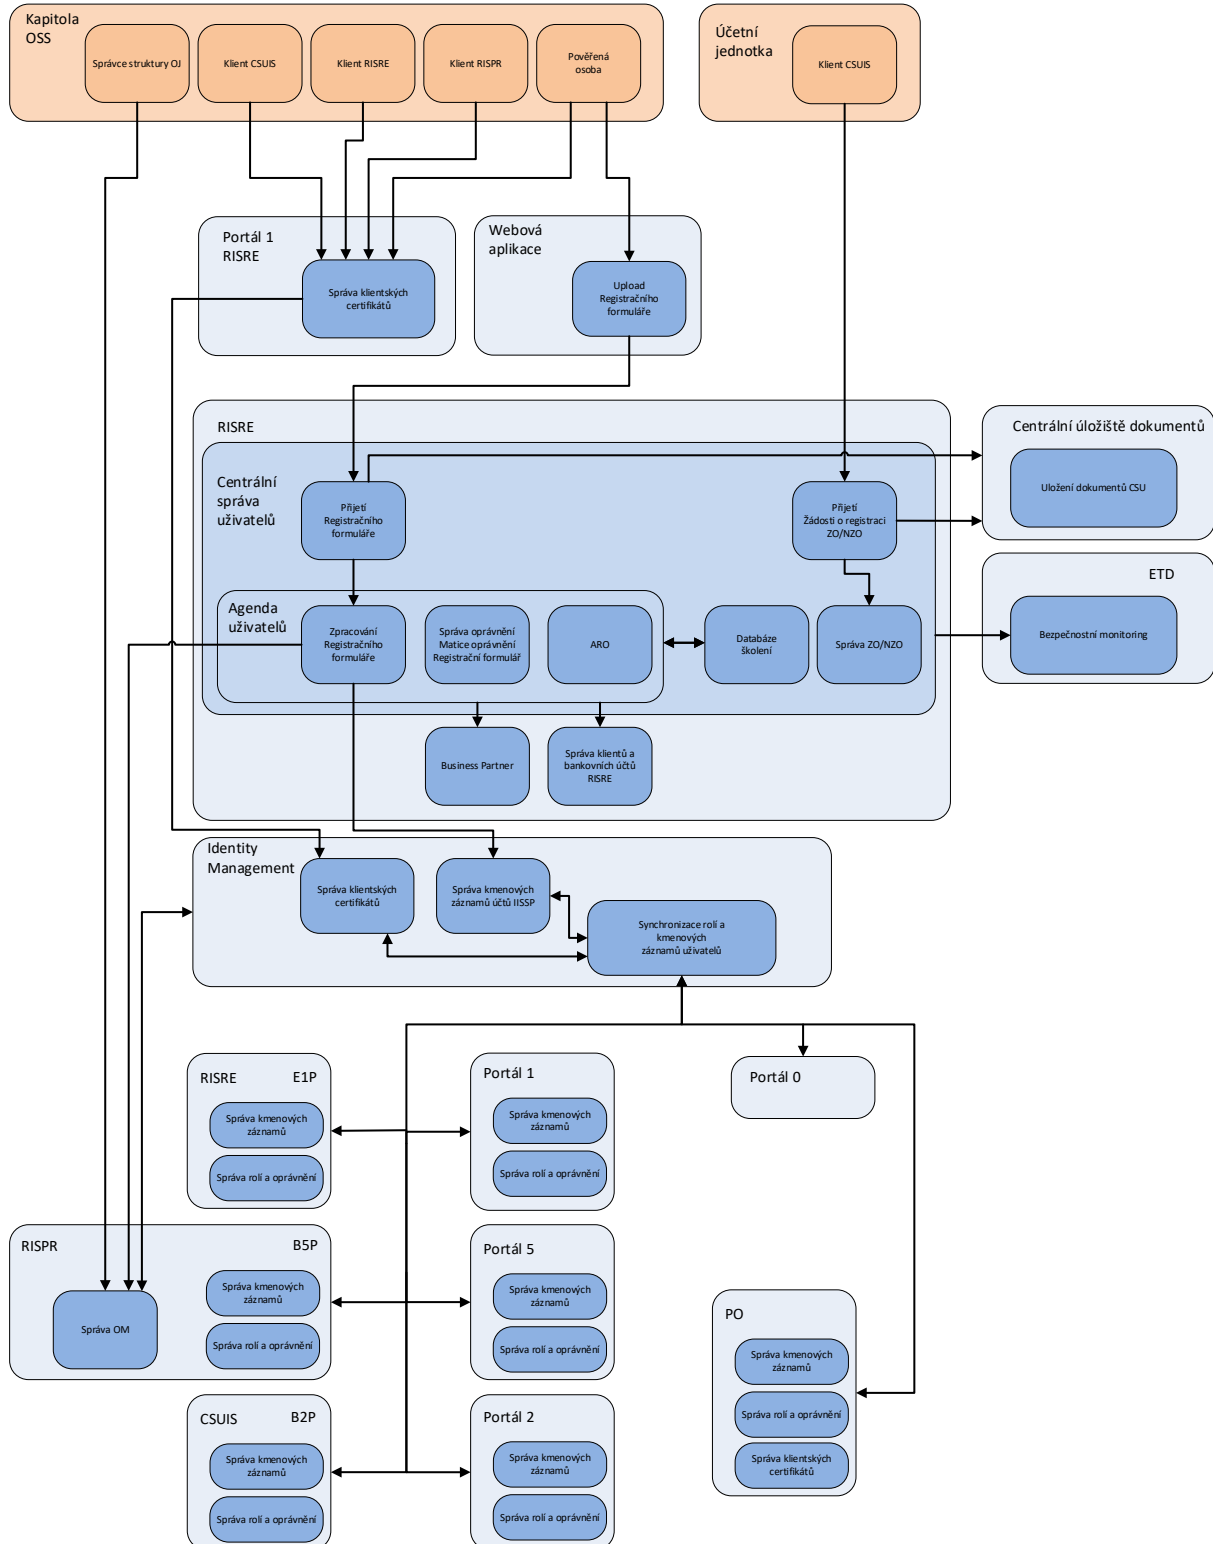 Kapitola
OSS
Správce struktury OJ
Klient CSUIS
Klient RISRE
Klient RISPR
Pověřená
osoba
Účetní
jednotka
Klient CSUIS
Portál 1
RISRE
Správa klientských
certifikátů
Webová
aplikace
Upload
Registračního
formuláře
RISRE
Centrální
správa
uživatelů
Přijetí
Registračního
formuláře
Přijetí
Žádosti o registraci
ZO/NZO
Centrální úložiště dokumentů
Uložení dokumentů CSU
ETD
Bezpečnostní monitoring
Agenda
uživatelů
Zpracování
Registračního
formuláře
Správa oprávnění
Matice oprávnění
Registrační formulář
ARO
Databáze
školení
Správa ZO/NZO
Business Partner
Správa klientů a
bankovních účtů
RISRE
Identity
Management
Správa klientských
certifikátů
Správa kmenových
záznamů účtů IISSP
Synchronizace rolí a
kmenových
záznamů uživatelů
RISRE
E1P
Správa kmenových
záznamů
Správa rolí a oprávnění
Portál 1
Správa kmenových
záznamů
Správa rolí a oprávnění
Portál 0
RISPR
B5P
Správa OM
Správa kmenových
záznamů
Správa rolí a oprávnění
Portál 5
Správa kmenových
záznamů
Správa rolí a oprávnění
PO
Správa kmenových
záznamů
Správa rolí a oprávnění
Správa klientských
certifikátů
CSUIS
B2P
Správa kmenových
záznamů
Správa rolí a oprávnění
Portál 2
Správa kmenových
záznamů
Správa rolí a oprávnění